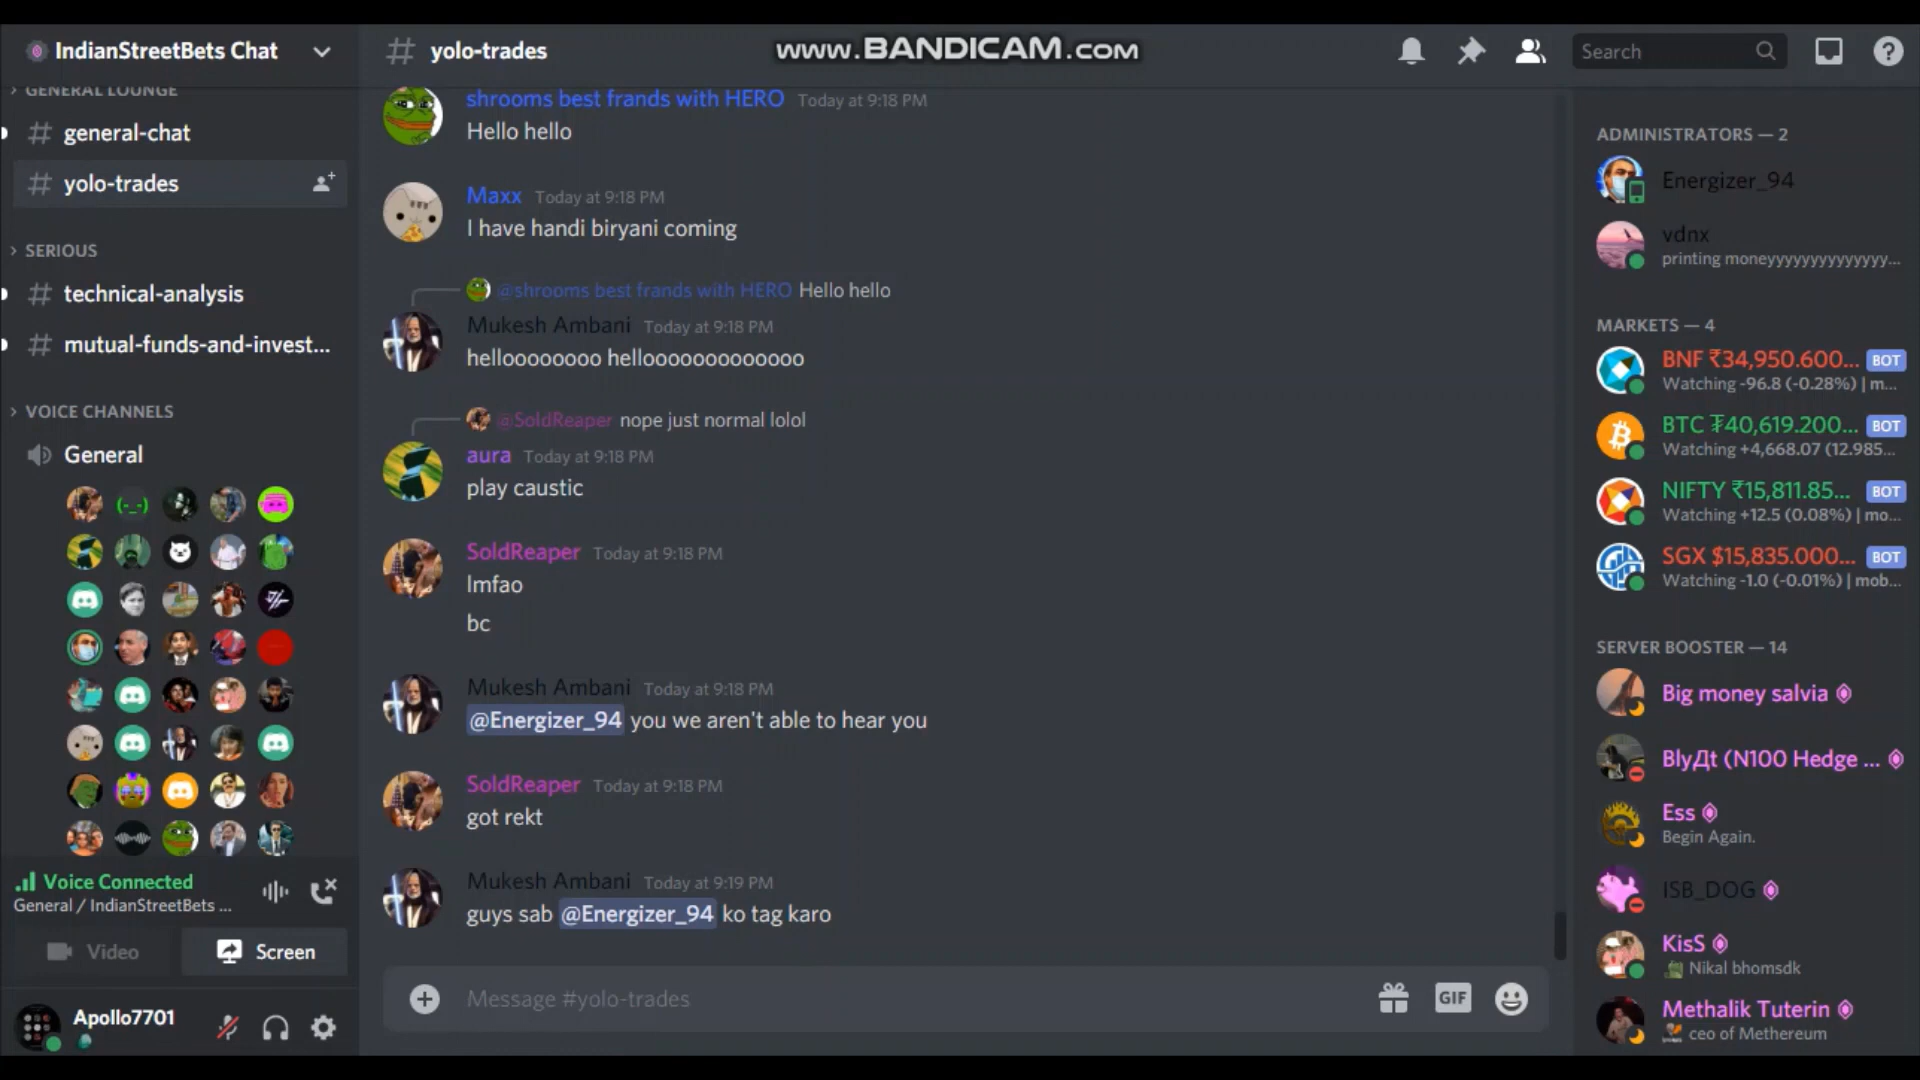 IndianStreetBets Chat
GENERAL LOUNGE
# general-chat
# yolo-trades
SERIOUS
# technical-analysis
# mutual-funds-and-invest...
VOICE CHANNELS
General
Voice Connected
General / IndianStreetBets ...
Video
Screen
Apollo7701
# yolo-trades
www.BANDICAM.com
Search
shrooms best frands with HERO Today at 9:18 PM
Hello hello
Maxx Today at 9:18 PM
I have handi biryani coming
@shrooms best frands with HERO Hello hello
Mukesh Ambani Today at 9:18 PM
helloooooooo hellooooooooooooo
@SoldReaper nope just normal lolol
aura Today at 9:18 PM
play caustic
SoldReaper Today at 9:18 PM
lmfao
bc
Mukesh Ambani Today at 9:18 PM
@Energizer_94 you we aren't able to hear you
SoldReaper Today at 9:18 PM
got rekt
Mukesh Ambani Today at 9:19 PM
guys sab @Energizer_94 ko tag karo
Message #yolo-trades
GIF
ADMINISTRATORS — 2
Energizer_94
vdnx
printing moneyyyyyyyyyyyyyy...
MARKETS — 4
BNF ₹34,950.600... BOT
Watching -96.8 (-0.28%) | m...
BTC ₮40,619.200... BOT
Watching +4,668.07 (12.985...
NIFTY ₹15,811.85... BOT
Watching +12.5 (0.08%) | mo...
SGX $15,835.000... BOT
Watching -1.0 (-0.01%) | mob...
SERVER BOOSTER — 14
Big money salvia
BlyДt (N100 Hedge ...
Ess
Begin Again.
ISB_DOG
KisS
Nikal bhomsdk
Methalik Tuterin
ceo of Methereum